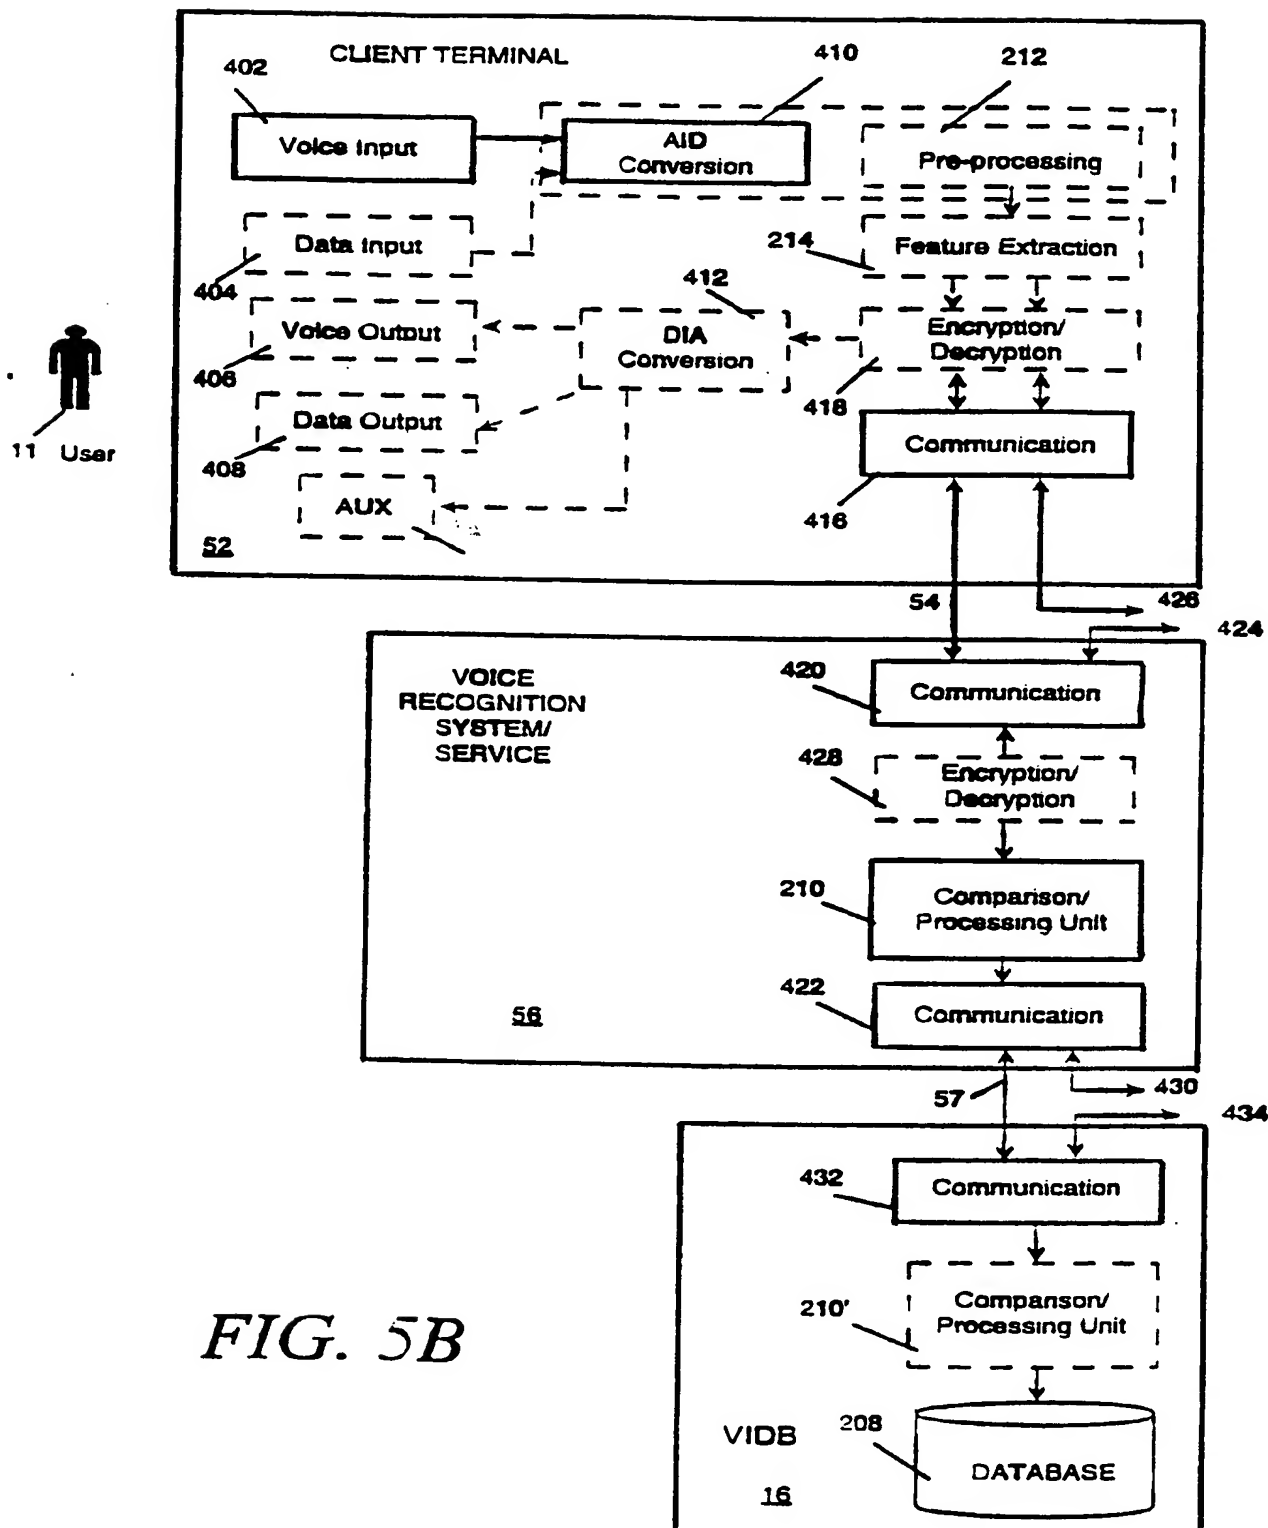 CLIENT TERMINAL
402
410
212
Voice Input
AID
Conversion
Pre-processing
Data Input
404
214
Feature Extraction
Voice Output
406
412
DIA
Conversion
Encryption/
Decryption
418
Data Output
408
Communication
416
AUX
52
11 User
54
426
424
VOICE
RECOGNITION
SYSTEM/
SERVICE
420
Communication
428
Encryption/
Decryption
210
Comparison/
Processing Unit
422
Communication
56
57
430
434
432
Communication
210'
Comparison/
Processing Unit
FIG. 5B
VIDB
208
DATABASE
16